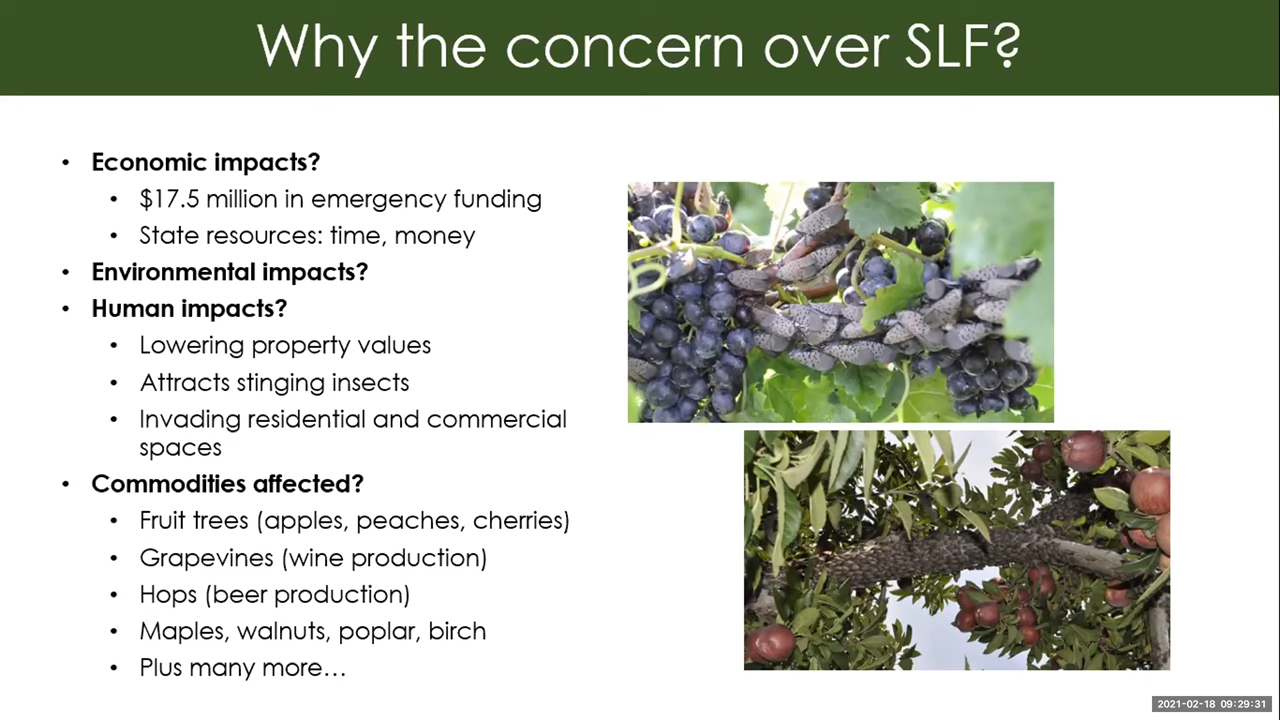 Why the concern over SLF?
• Economic impacts?
• $17.5 million in emergency funding
• State resources: time, money
• Environmental impacts?
• Human impacts?
• Lowering property values
• Attracts stinging insects
• Invading residential and commercial
spaces
• Commodities affected?
• Fruit trees (apples, peaches, cherries)
• Grapevines (wine production)
• Hops (beer production)
• Maples, walnuts, poplar, birch
• Plus many more…
2021-02-18 09:29:31